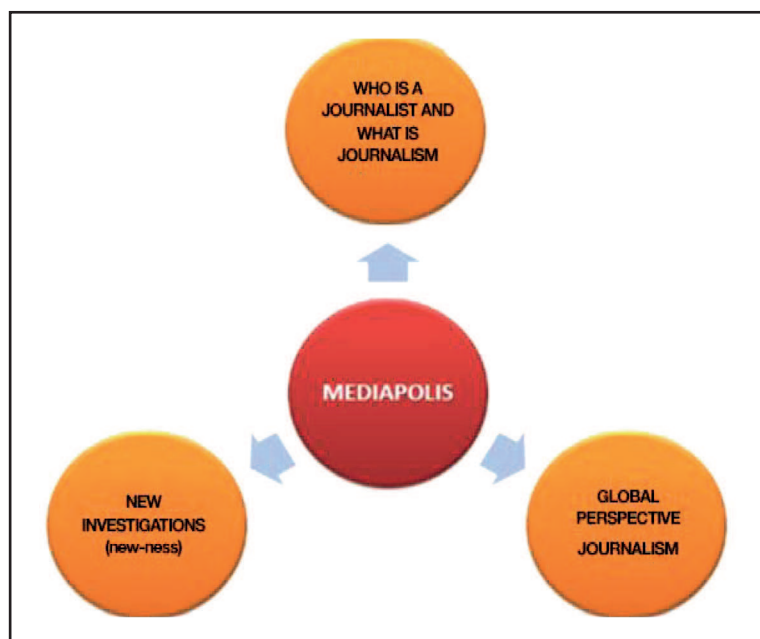 WHO IS A
JOURNALIST AND
WHAT IS
JOURNALISM
MEDIAPOLIS
NEW
INVESTIGATIONS
(new-ness)
GLOBAL
PERSPECTIVE
JOURNALISM